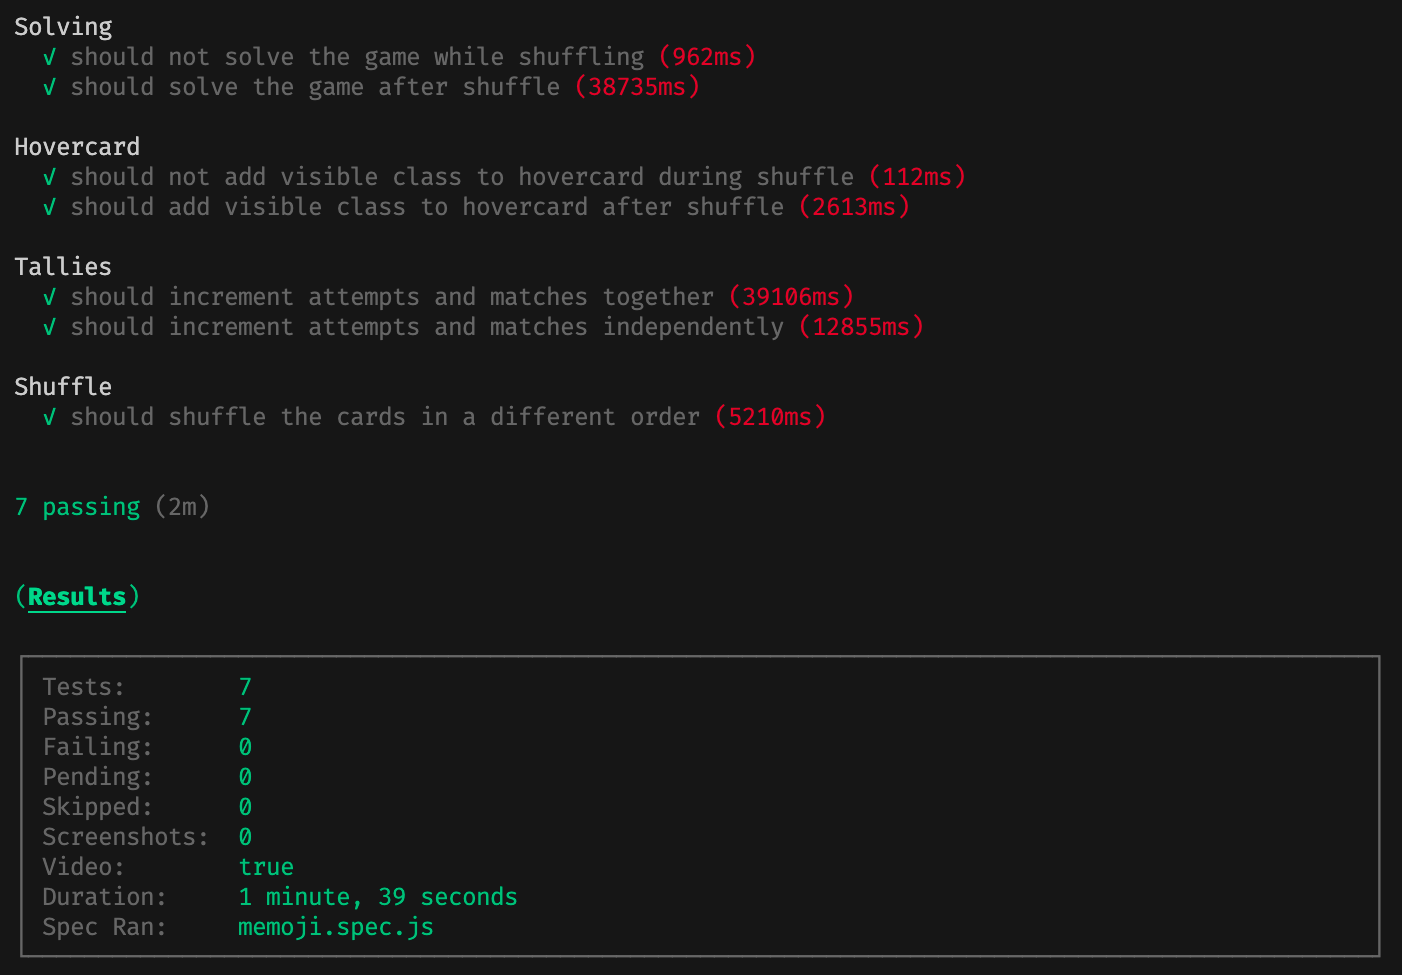 Solving
√ should not solve the game while shuffling (962ms)
√ should solve the game after shuffle (38735ms)
Hovercard
√ should not add visible class to hovercard during shuffle (112ms)
√ should add visible class to hovercard after shuffle (2613ms)
Tallies
√ should increment attempts and matches together (39106ms)
√ should increment attempts and matches independently (12855ms)
Shuffle
√ should shuffle the cards in a different order (5210ms)
7 passing (2m)
(Results)
Tests: 7
Passing: 7
Failing: 0
Pending: 0
Skipped: 0
Screenshots: 0
Video: true
Duration: 1 minute, 39 seconds
Spec Ran: memoji.spec.js